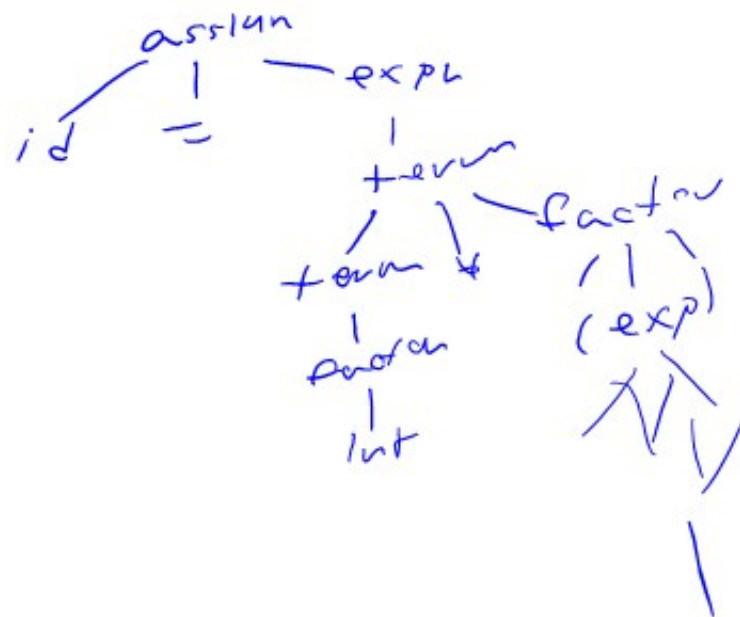 assign
id = expr
term
term * factor
factor ( exp )
int